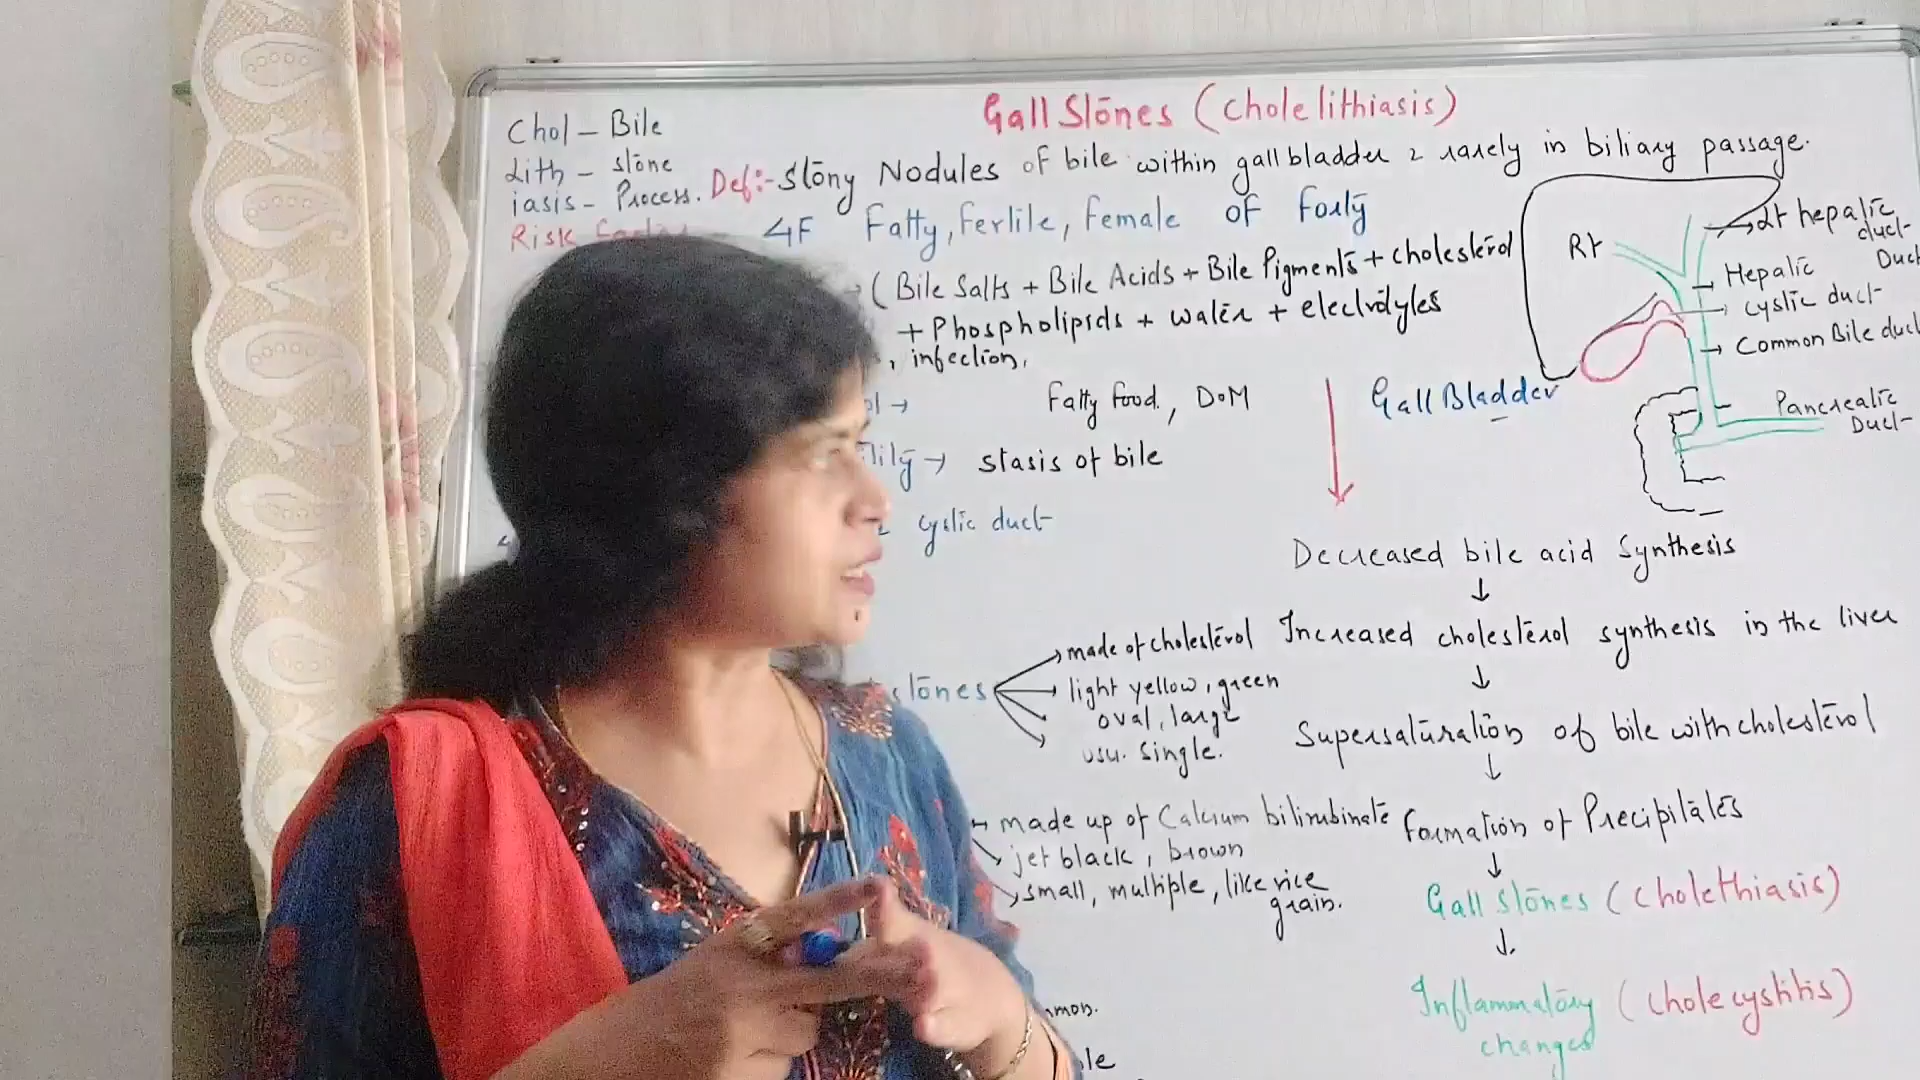 Gall Stones (cholelithiasis)
Chol - Bile
Lith - stone
iasis - Process.
Def:- Stony Nodules of bile within gall bladder & rarely in biliary passage.
Risk
4F Fatty, Fertile, Female of Forty
(Bile Salts + Bile Acids + Bile Pigments + cholesterol
+ Phospholipids + water + electrolytes
, infection,
Fatty food, DOM
→ stasis of bile
cystic duct
stones
made of cholesterol
light yellow, green
oval, large
usu. single.
made up of Calcium bilirubinate
jet black, brown
small, multiple, like rice
grain.
Rt
Lt hepatic
duct
Duct
Hepatic
cystic duct
Common Bile duct
Gall Bladder
Pancreatic
Duct
Decreased bile acid synthesis
↓
Increased cholesterol synthesis in the liver
↓
Supersaturation of bile with cholesterol
↓
Formation of Precipitates
↓
Gall Stones (Cholethiasis)
↓
Inflammatory (cholecystitis)
changes